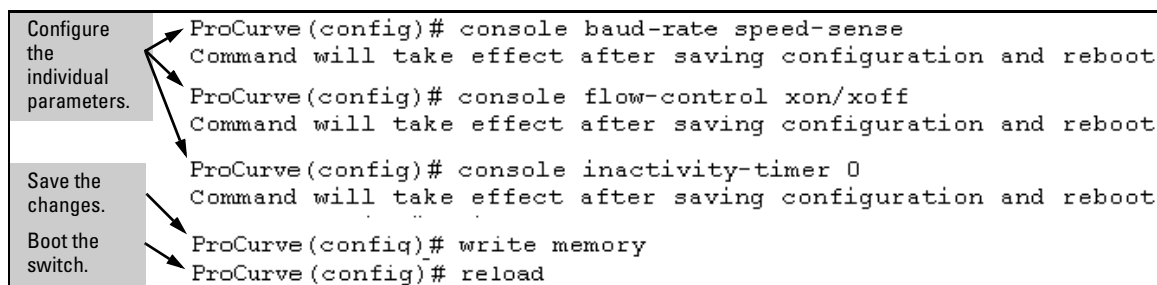 Configure
the
individual
parameters.
ProCurve(config)# console baud-rate speed-sense
Command will take effect after saving configuration and reboot
ProCurve(config)# console flow-control xon/xoff
Command will take effect after saving configuration and reboot
ProCurve(config)# console inactivity-timer 0
Command will take effect after saving configuration and reboot
Save the
changes.
ProCurve(config)# write memory
Boot the
switch.
ProCurve(config)# reload